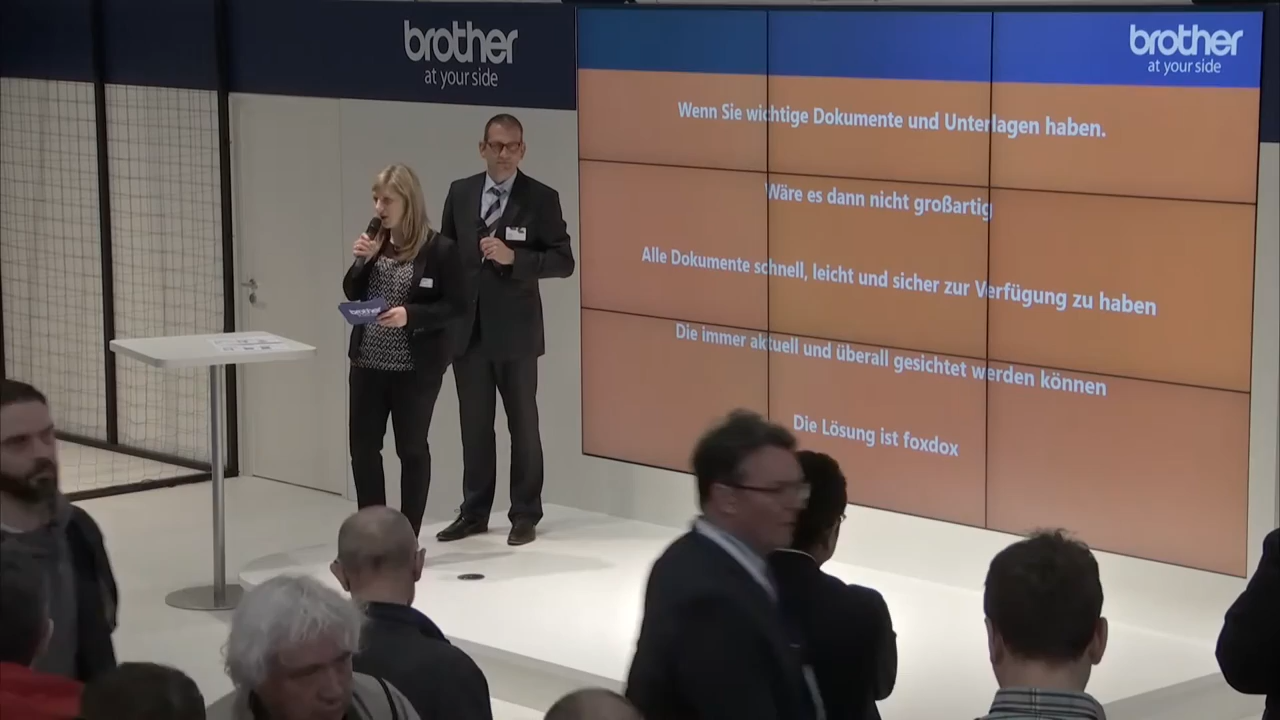 brother
at your side
brother
at your side
Wenn Sie wichtige Dokumente und Unterlagen haben.
Wäre es dann nicht großartig
Alle Dokumente schnell, leicht und sicher zur Verfügung zu haben
Die immer aktuell und überall gesichtet werden können
Die Lösung ist foxdox
brother